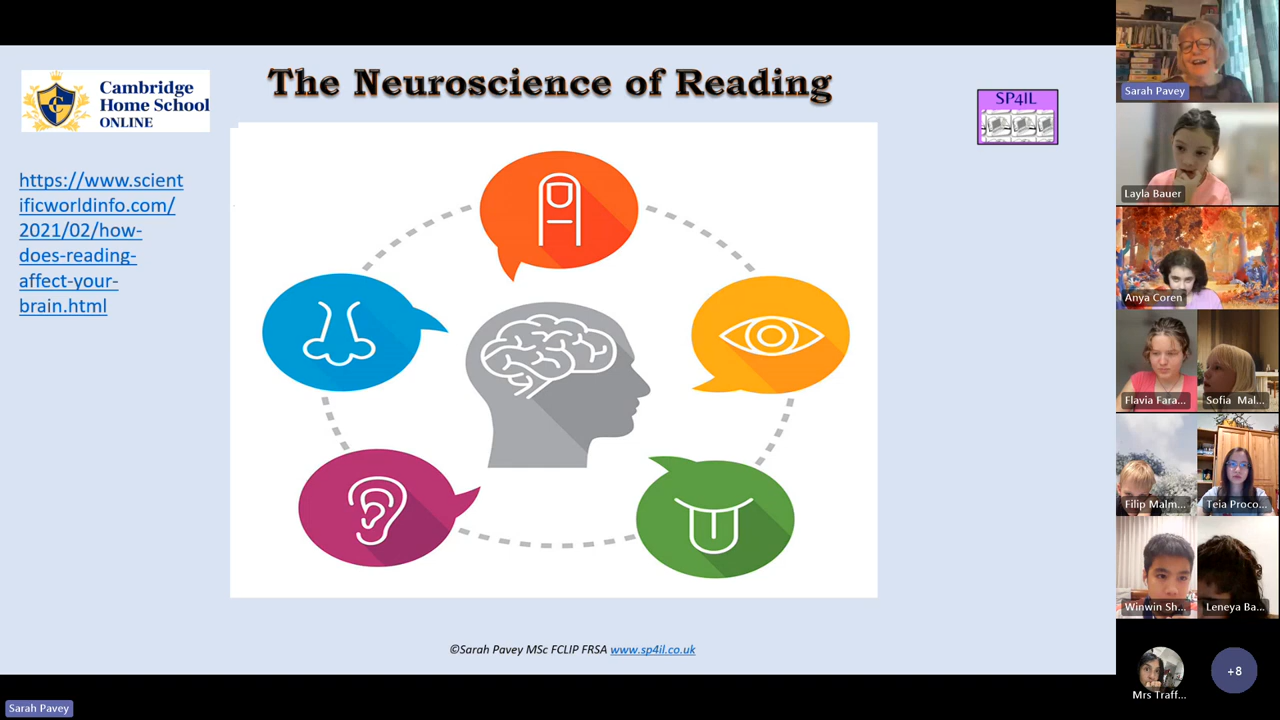 The Neuroscience of Reading
Cambridge
Home School
ONLINE
SP4IL
https://www.scient
ificworldinfo.com/
2021/02/how-
does-reading-
affect-your-
brain.html
©Sarah Pavey MSc FCLIP FRSA www.sp4il.co.uk
Sarah Pavey
Sarah Pavey
Layla Bauer
Anya Coren
Flavia Fara...
Sofia Mal...
Filip Malm...
Teia Proco...
Winwin Sh...
Leneya Ba...
Mrs Traff...
+8